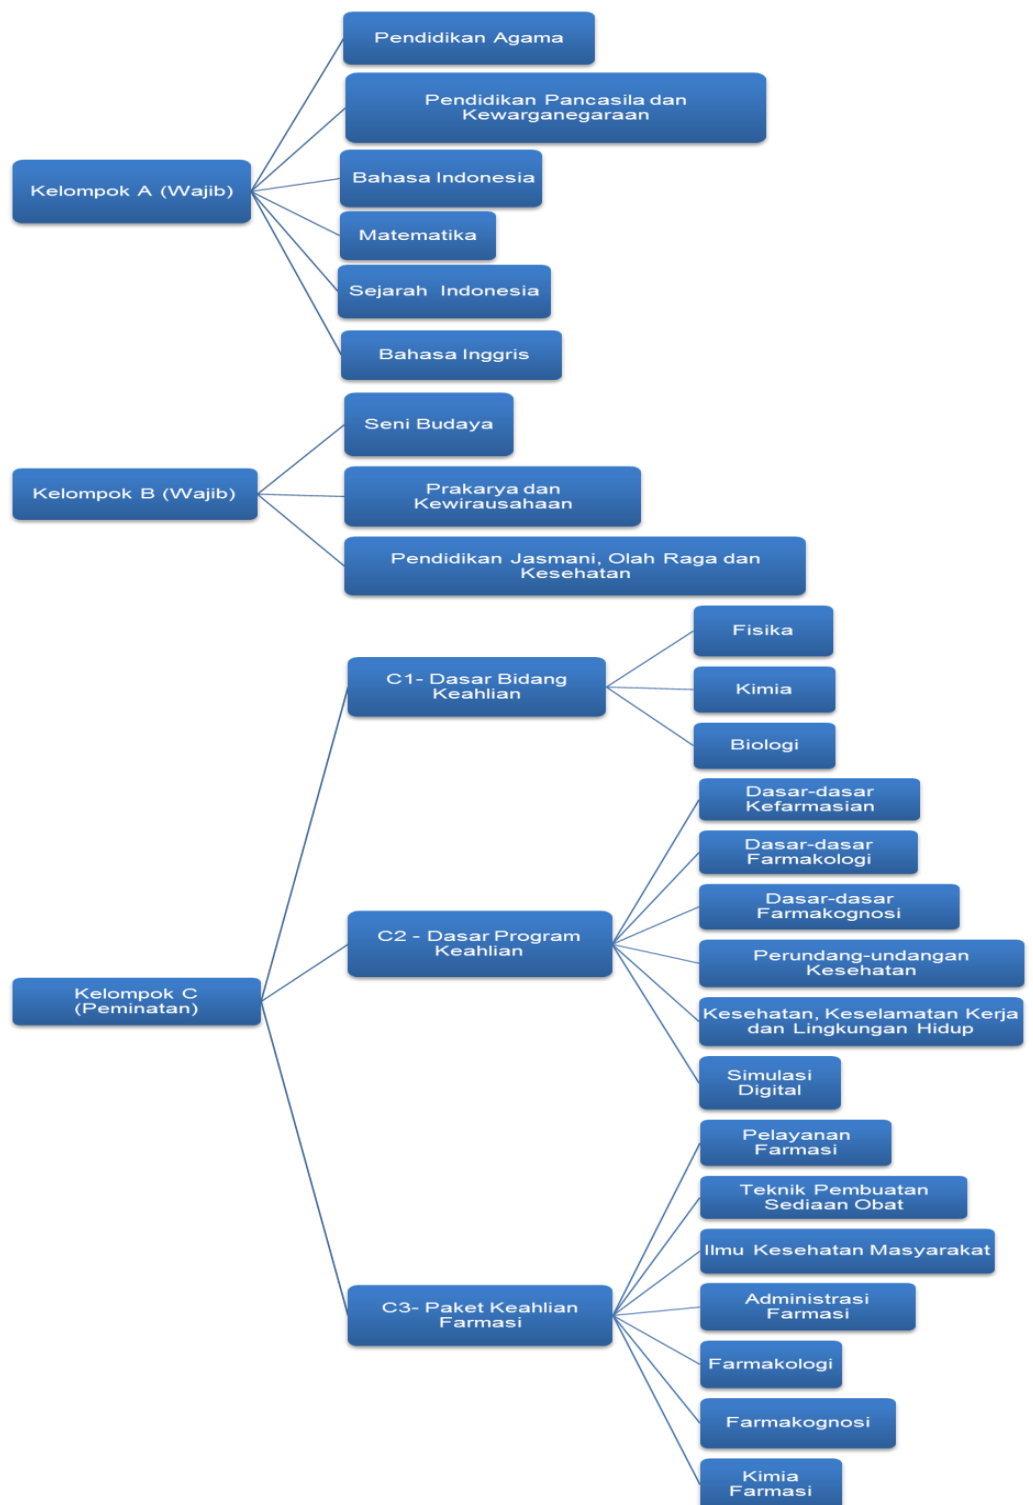 Kelompok A (Wajib)
Pendidikan Agama
Pendidikan Pancasila dan
Kewarganegaraan
Bahasa Indonesia
Matematika
Sejarah Indonesia
Bahasa Inggris
Kelompok B (Wajib)
Seni Budaya
Prakarya dan
Kewirausahaan
Pendidikan Jasmani, Olah Raga dan
Kesehatan
Kelompok C
(Peminatan)
C1- Dasar Bidang
Keahlian
Fisika
Kimia
Biologi
C2 - Dasar Program
Keahlian
Dasar-dasar
Kefarmasian
Dasar-dasar
Farmakologi
Dasar-dasar
Farmakognosi
Perundang-undangan
Kesehatan
Kesehatan, Keselamatan Kerja
dan Lingkungan Hidup
Simulasi
Digital
C3- Paket Keahlian
Farmasi
Pelayanan
Farmasi
Teknik Pembuatan
Sediaan Obat
Ilmu Kesehatan Masyarakat
Administrasi
Farmasi
Farmakologi
Farmakognosi
Kimia
Farmasi